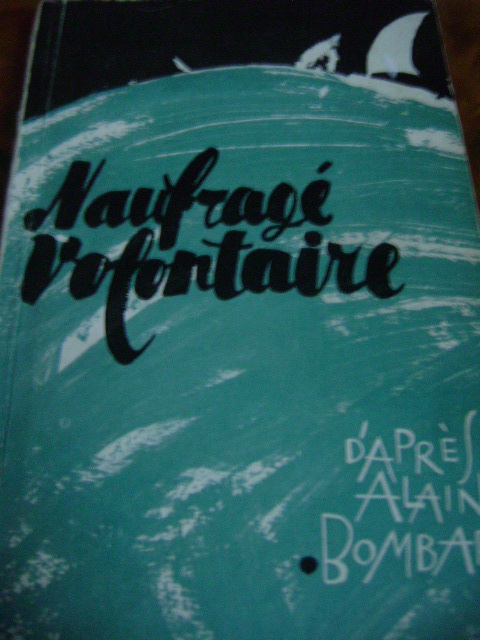 Naufragé
Volontaire
D'APRÈS
ALAIN
BOMBA